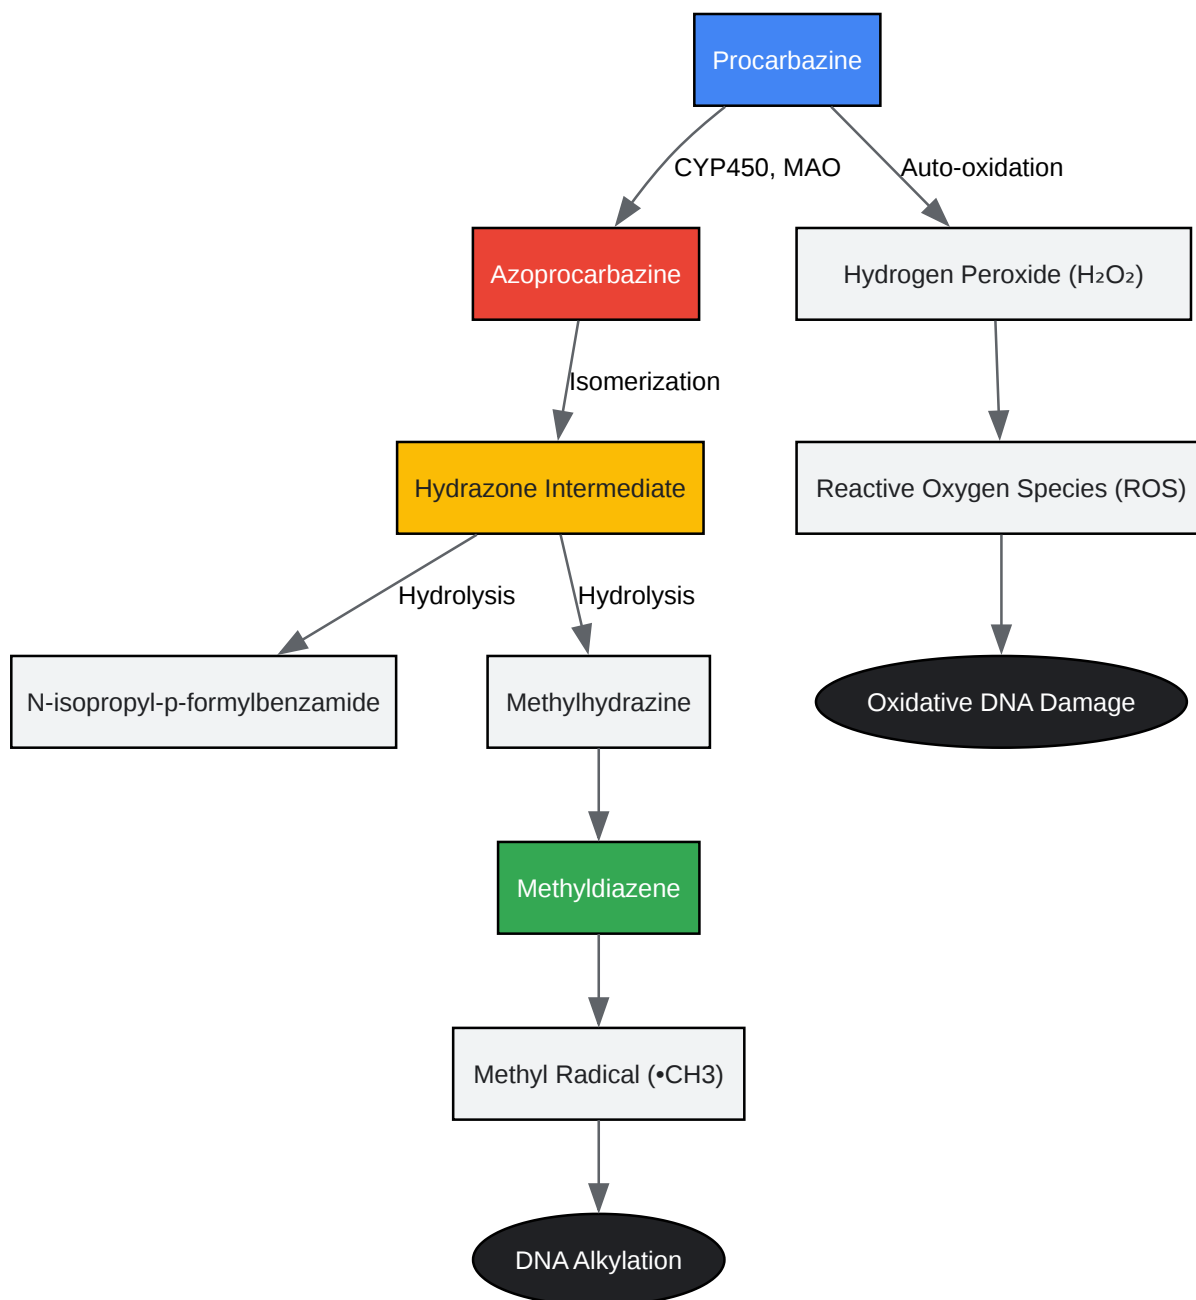 Procarbazine
CYP450, MAO
Auto-oxidation
Azoprocarbazine
Hydrogen Peroxide (H₂O₂)
Isomerization
Hydrazone Intermediate
Reactive Oxygen Species (ROS)
Hydrolysis
Hydrolysis
N-isopropyl-p-formylbenzamide
Methylhydrazine
Oxidative DNA Damage
Methyldiazene
Methyl Radical (•CH3)
DNA Alkylation